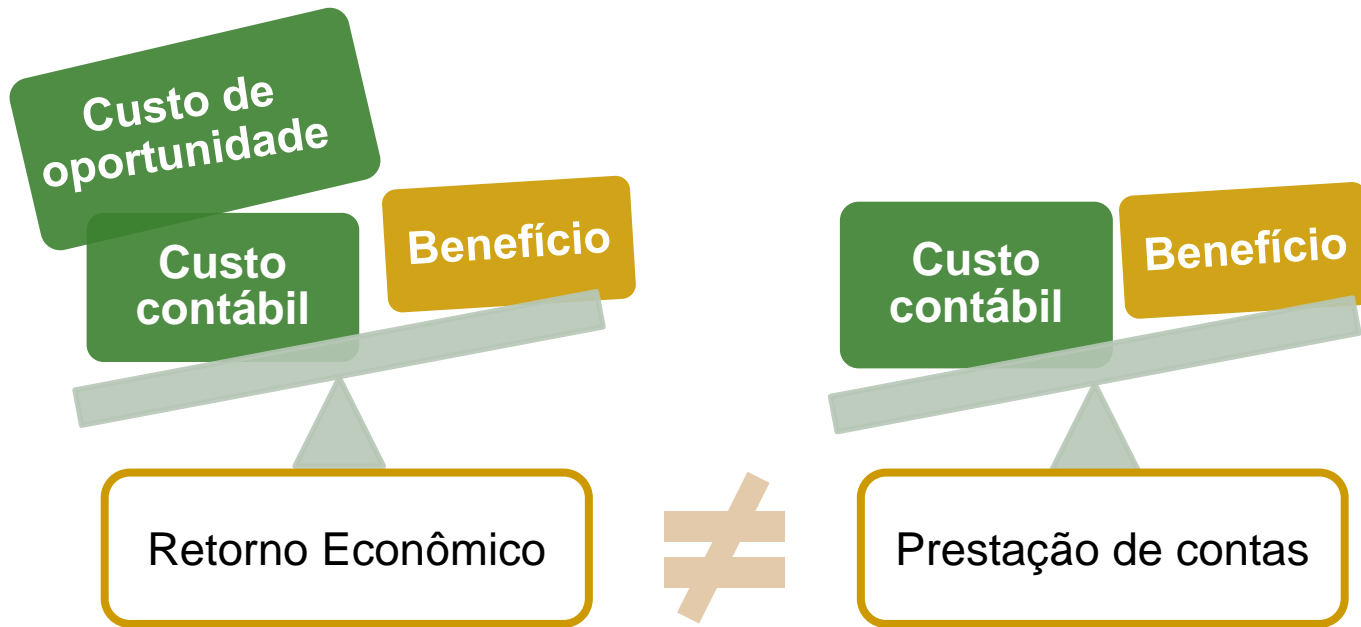 Custo de
oportunidade
Custo
contábil
Benefício
Retorno Econômico
≠
Custo
contábil
Benefício
Prestação de contas